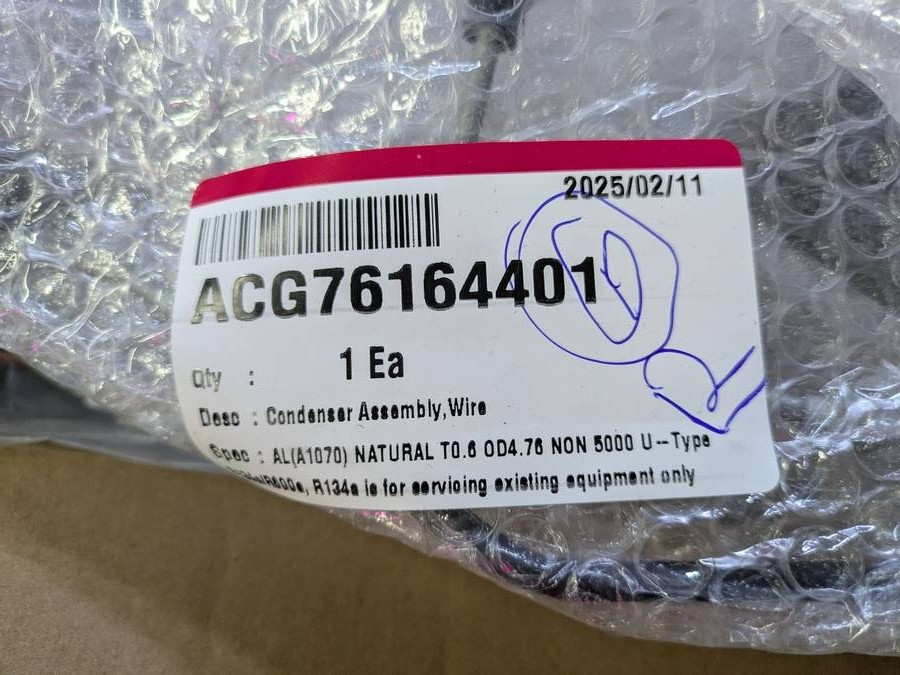 2025/02/11
ACG76164401
Qty : 1 Ea
Desc : Condenser Assembly,Wire
Spec : AL(A1070) NATURAL T0.6 OD4.76 NON 5000 U-Type
R134a is for servicing existing equipment only